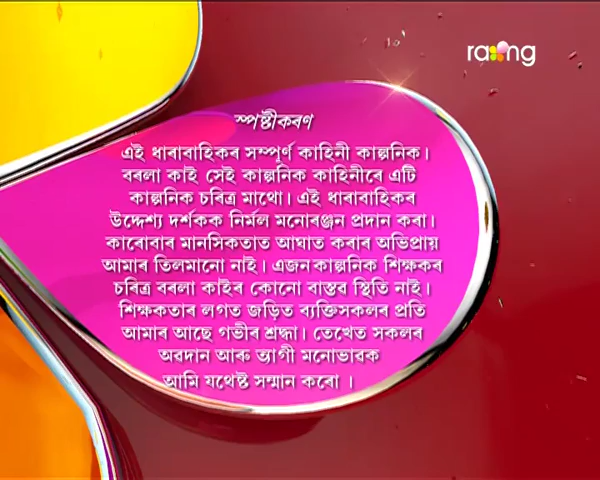 rang
স্পষ্টীকৰণ
এই ধাৰাবাহিকৰ সম্পূৰ্ণ কাহিনী কাল্পনিক।
বৰলা কাই সেই কাল্পনিক কাহিনীৰে এটি
কাল্পনিক চৰিত্ৰ মাথো। এই ধাৰাবাহিকৰ
উদ্দেশ্য দৰ্শকক নিৰ্মল মনোৰঞ্জন প্ৰদান কৰা।
কাৰোবাৰ মানসিকতাত আঘাত কৰাৰ অভিপ্ৰায়
আমাৰ তিলমানো নাই। এজন কাল্পনিক শিক্ষকৰ
চৰিত্ৰ বৰলা কাইৰ কোনো বাস্তৱ স্থিতি নাই।
শিক্ষকতাৰ লগত জড়িত ব্যক্তিসকলৰ প্ৰতি
আমাৰ আছে গভীৰ শ্ৰদ্ধা। তেখেত সকলৰ
অৱদান আৰু ত্যাগী মনোভাৱক
আমি যথেষ্ট সন্মান কৰো ।